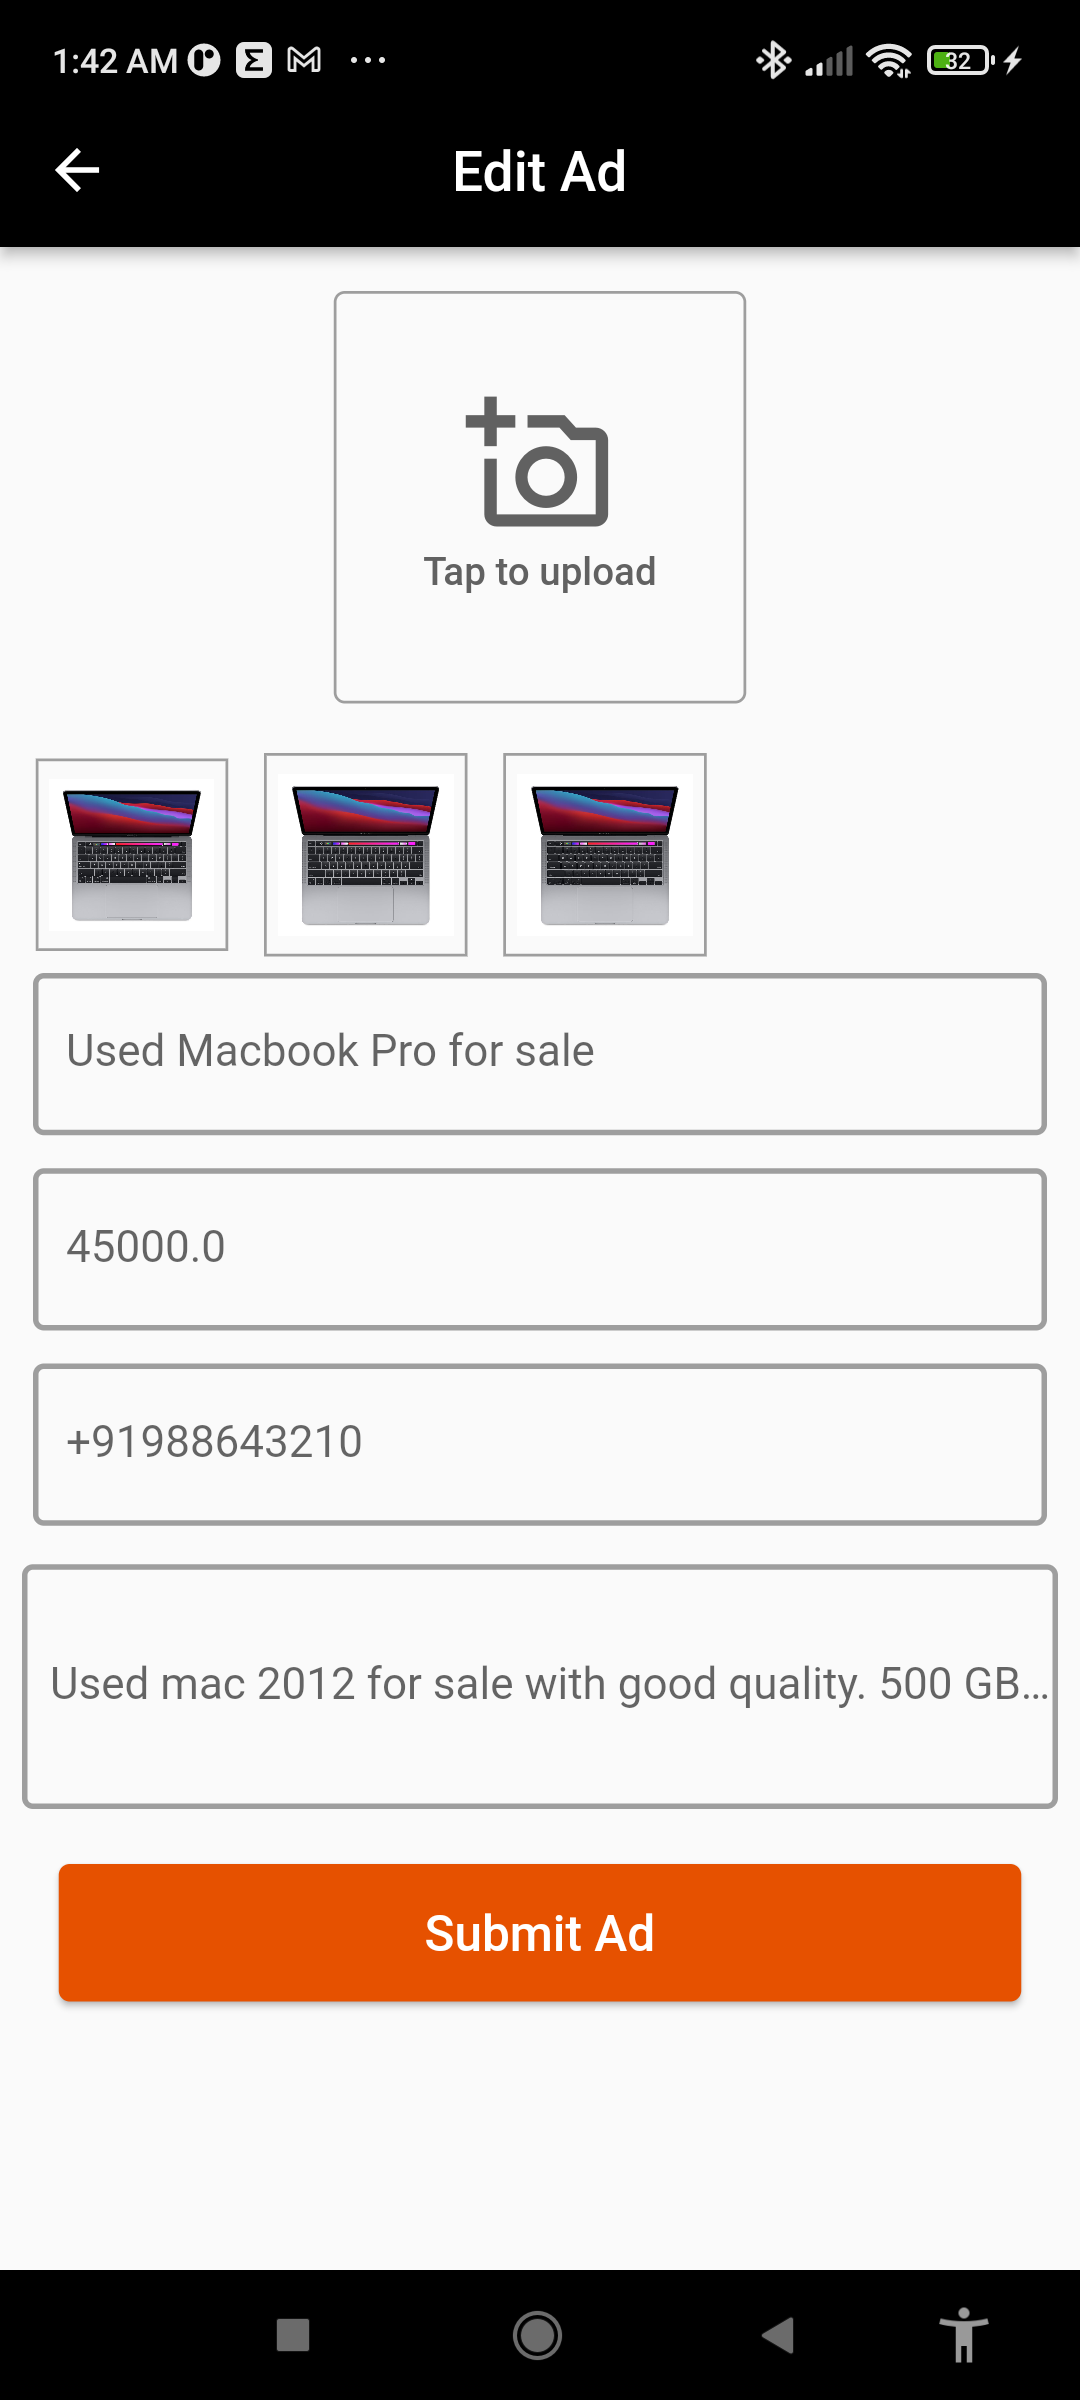 1:42 AM
32
Edit Ad
Tap to upload
Used Macbook Pro for sale
45000.0
+91988643210
Used mac 2012 for sale with good quality. 500 GB...
Submit Ad